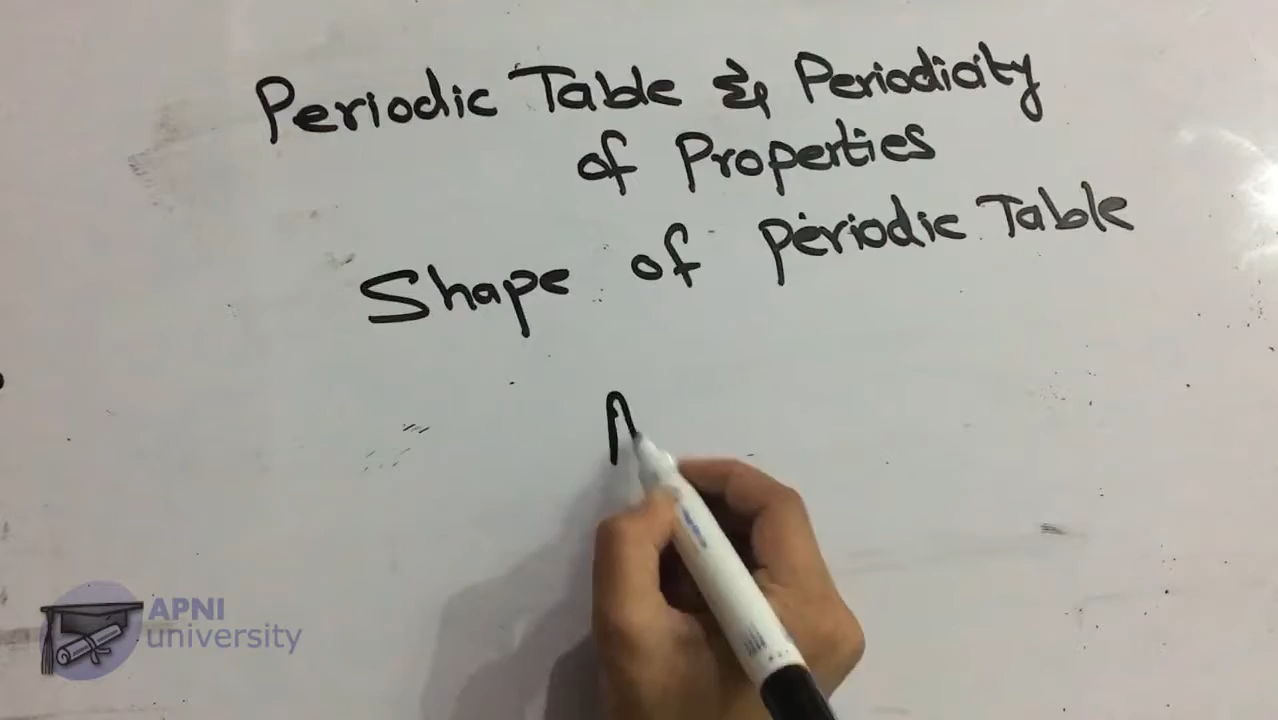 Periodic Table & Periodicity
of Properties
Shape of Periodic Table
APNI
university